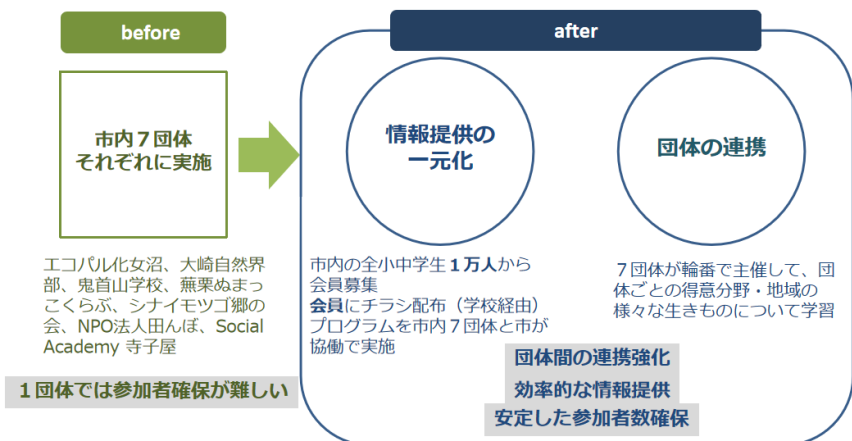 before
市内７団体
それぞれに実施
エコパル化女沼、大崎自然界
部、鬼首山学校、蕪栗ぬまっ
こくらぶ、シナイモツゴ郷の
会、NPO法人田んぼ、Social
Academy 寺子屋
１団体では参加者確保が難しい
after
情報提供の
一元化
市内の全小中学生１万人から
会員募集
会員にチラシ配布（学校経由）
プログラムを市内７団体と市が
協働で実施
団体の連携
７団体が輪番で主催して、団
体ごとの得意分野・地域の
様々な生きものについて学習
団体間の連携強化
効率的な情報提供
安定した参加者数確保